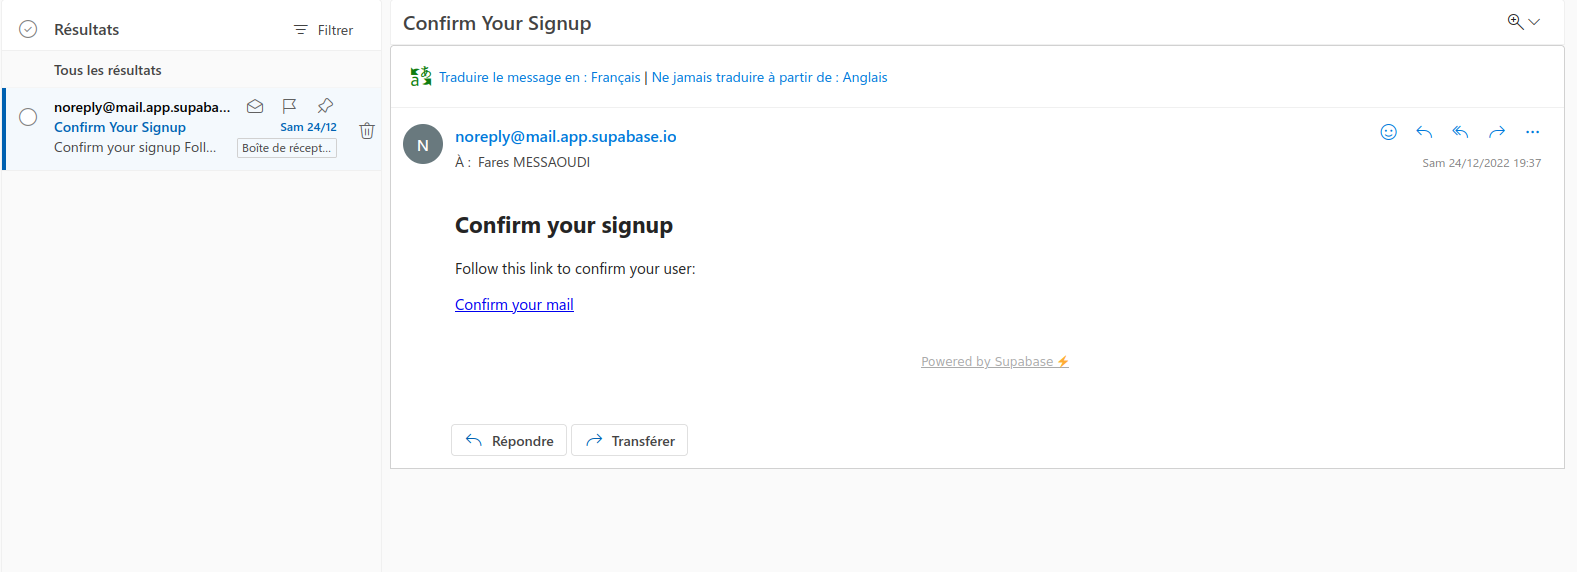 Résultats
Filtrer
Tous les résultats
noreply@mail.app.supaba...
Confirm Your Signup
Sam 24/12
Confirm your signup Foll...
Boîte de récept...
Confirm Your Signup
Traduire le message en : Français | Ne jamais traduire à partir de : Anglais
N
noreply@mail.app.supabase.io
À : Fares MESSAOUDI
Sam 24/12/2022 19:37
Confirm your signup
Follow this link to confirm your user:
Confirm your mail
Powered by Supabase ⚡
Répondre
Transférer